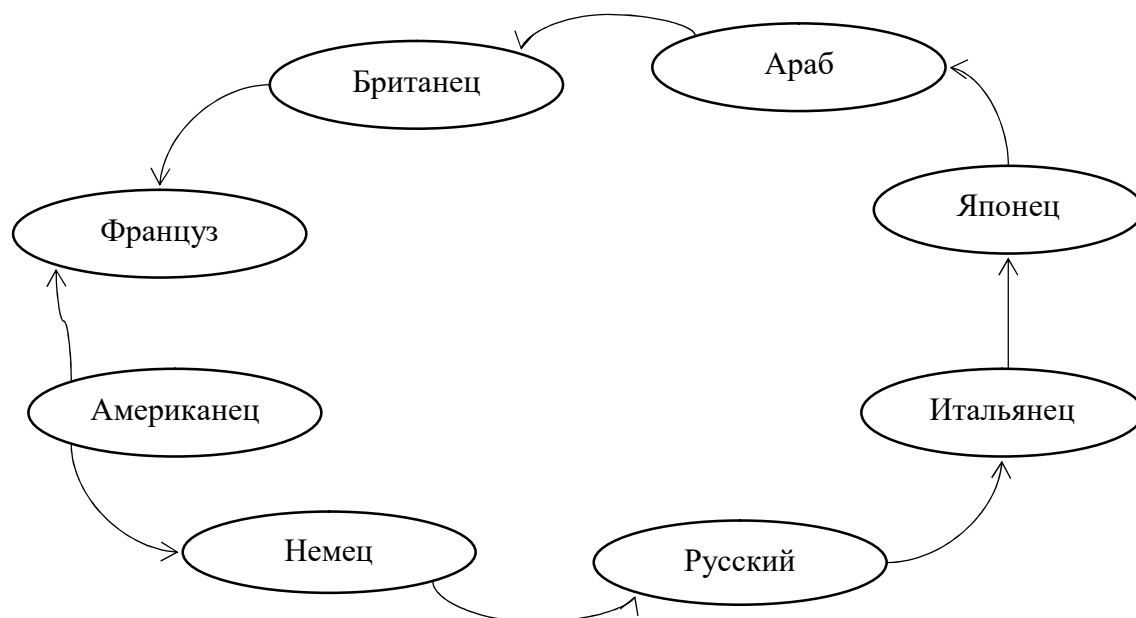 Араб
Британец
Японец
Француз
Американец
Итальянец
Немец
Русский